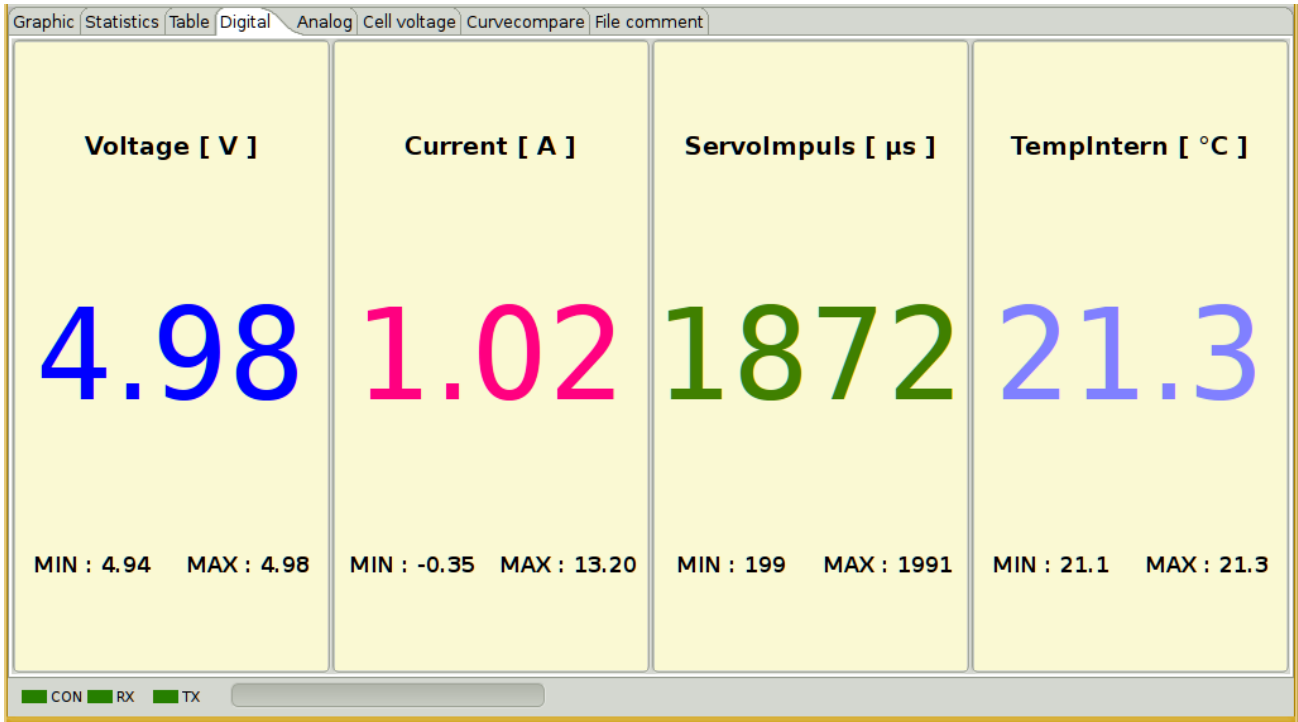 Graphic Statistics Table Digital Analog Cell voltage Curvecompare File comment
Voltage [ V ] Current [ A ] ServoImpuls [ µs ] TempIntern [ °C ]
4.98 1.02 1872 21.3
MIN : 4.94 MAX : 4.98 MIN : -0.35 MAX : 13.20 MIN : 199 MAX : 1991 MIN : 21.1 MAX : 21.3
CON RX TX